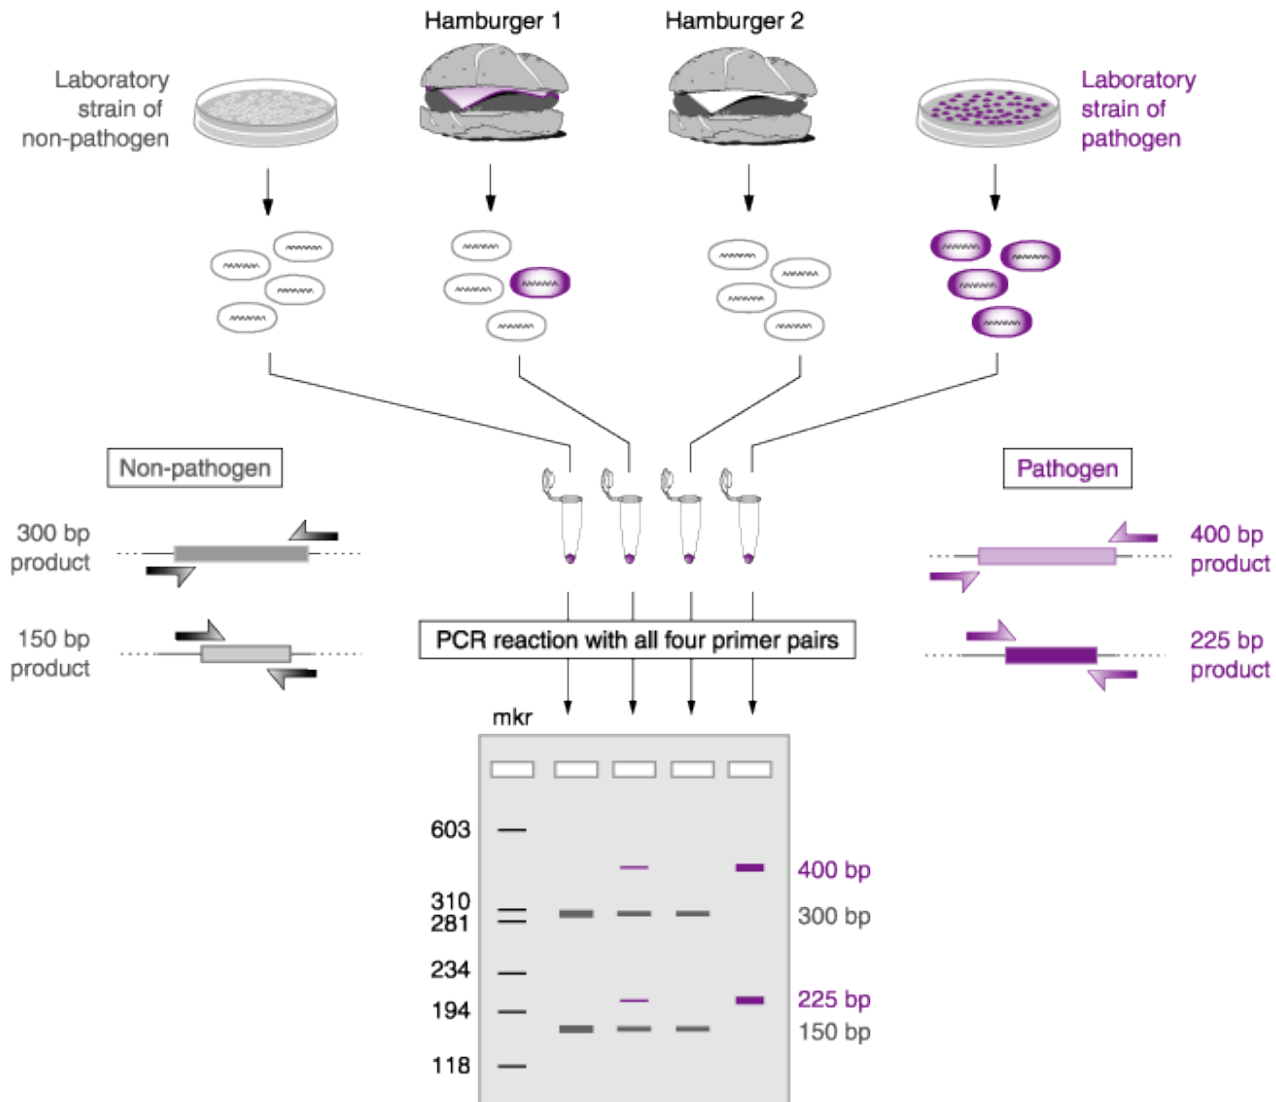 Hamburger 1
Hamburger 2
Laboratory
strain of
non-pathogen
Laboratory
strain of
pathogen
Non-pathogen
Pathogen
300 bp
product
400 bp
product
150 bp
product
225 bp
product
PCR reaction with all four primer pairs
mkr
603
400 bp
310
300 bp
281
234
225 bp
194
150 bp
118